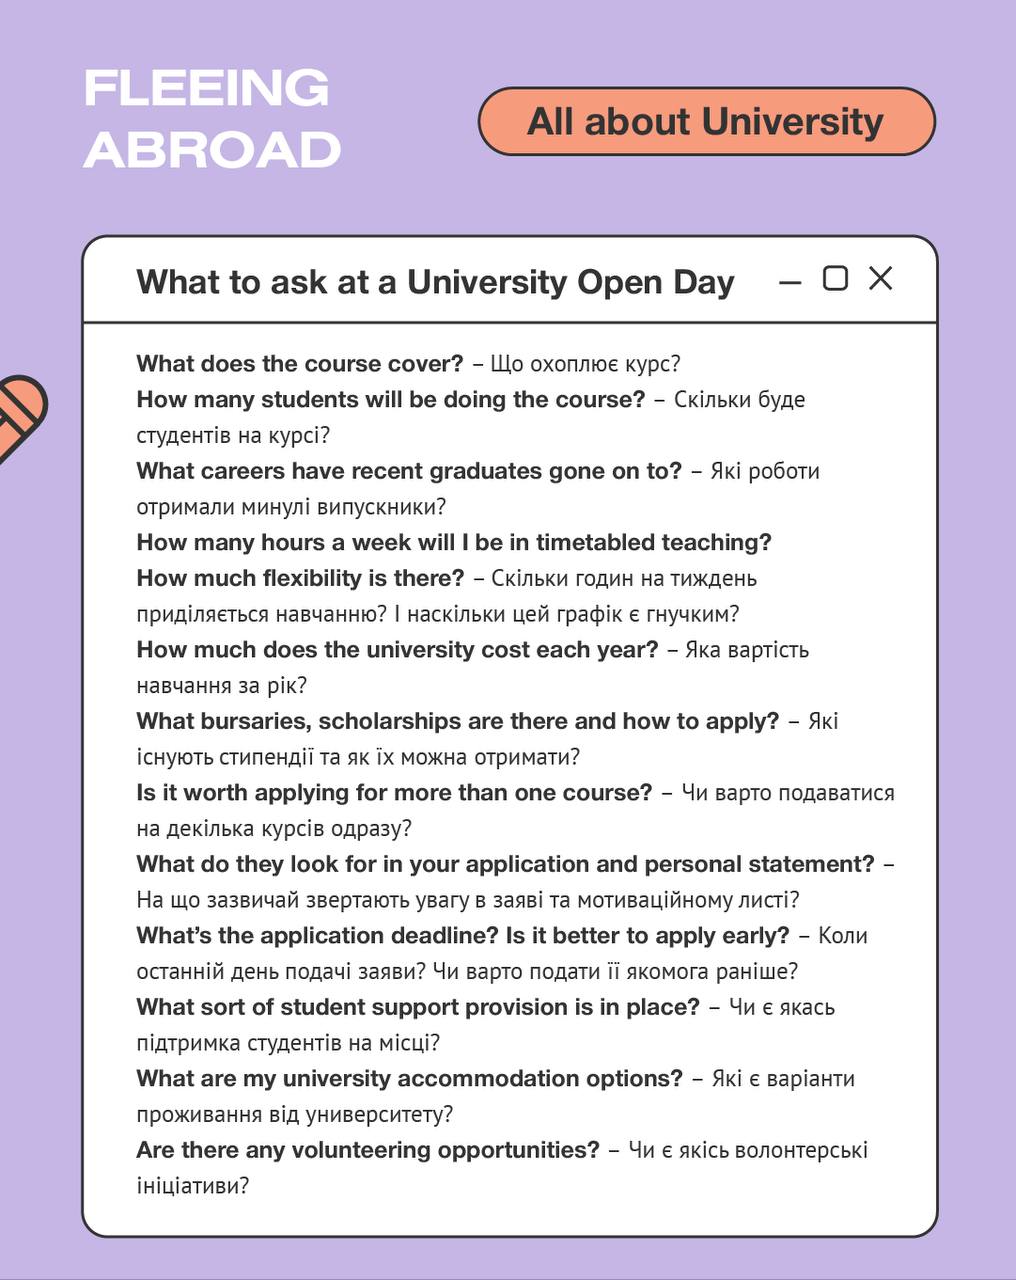 FLEEING
ABROAD
All about University
What to ask at a University Open Day
What does the course cover? – Що охоплює курс?
How many students will be doing the course? – Скільки буде
студентів на курсі?
What careers have recent graduates gone on to? – Які роботи
отримали минулі випускники?
How many hours a week will I be in timetabled teaching?
How much flexibility is there? – Скільки годин на тиждень
приділяється навчанню? І наскільки цей графік є гнучким?
How much does the university cost each year? – Яка вартість
навчання за рік?
What bursaries, scholarships are there and how to apply? – Які
існують стипендії та як їх можна отримати?
Is it worth applying for more than one course? – Чи варто подаватися
на декілька курсів одразу?
What do they look for in your application and personal statement? –
На що зазвичай звертають увагу в заяві та мотиваційному листі?
What’s the application deadline? Is it better to apply early? – Коли
останній день подачі заяви? Чи варто подати її якомога раніше?
What sort of student support provision is in place? – Чи є якась
підтримка студентів на місці?
What are my university accommodation options? – Які є варіанти
проживання від университету?
Are there any volunteering opportunities? – Чи є якісь волонтерські
ініціативи?